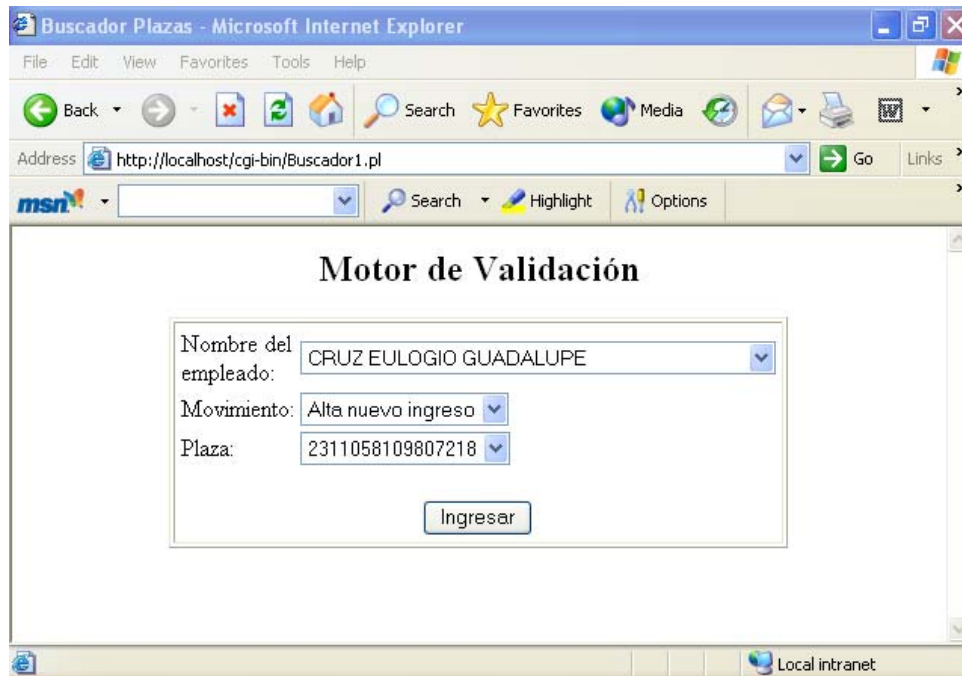 Buscador Plazas - Microsoft Internet Explorer
File Edit View Favorites Tools Help
Back Search Favorites Media
Address http://localhost/cgi-bin/Buscador1.pl Go Links
msn Search Highlight Options
Motor de Validación
Nombre del
empleado: CRUZ EULOGIO GUADALUPE
Movimiento: Alta nuevo ingreso
Plaza: 2311058109807218
Ingresar
Local intranet